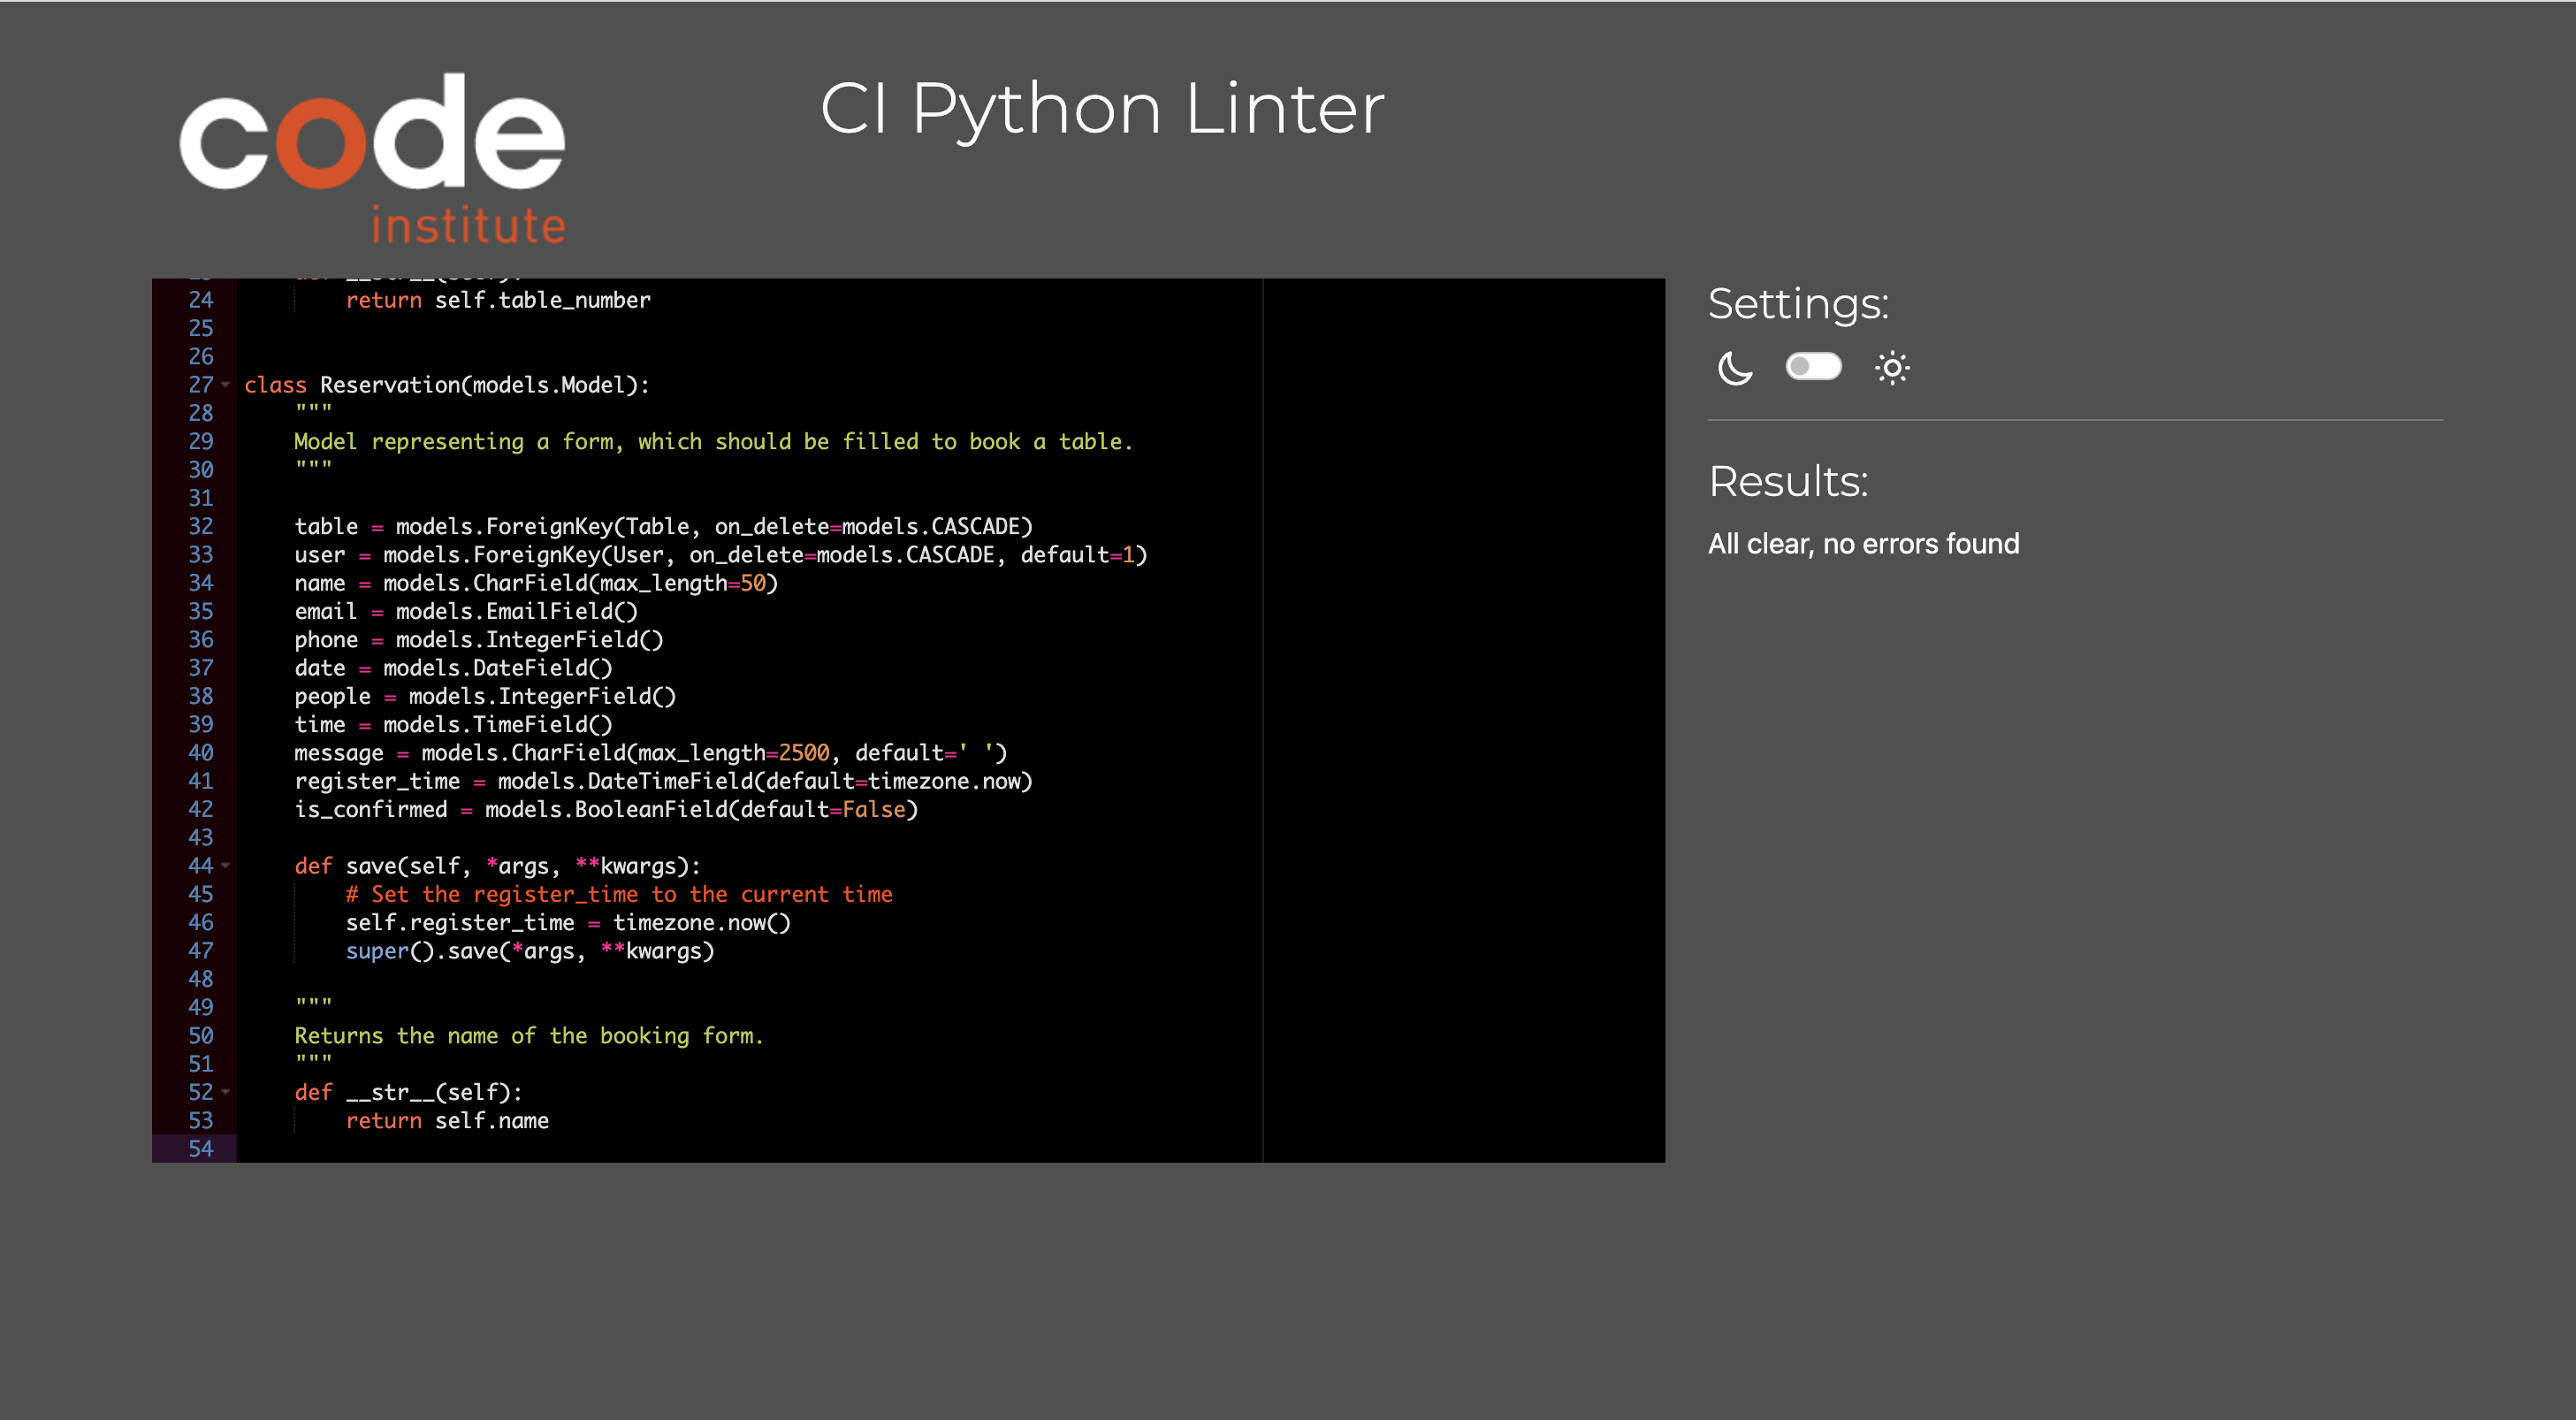 code
institute
CI Python Linter
24 return self.table_number
25
26
27 class Reservation(models.Model):
28 """
29 Model representing a form, which should be filled to book a table.
30 """
31
32 table = models.ForeignKey(Table, on_delete=models.CASCADE)
33 user = models.ForeignKey(User, on_delete=models.CASCADE, default=1)
34 name = models.CharField(max_length=50)
35 email = models.EmailField()
36 phone = models.IntegerField()
37 date = models.DateField()
38 people = models.IntegerField()
39 time = models.TimeField()
40 message = models.CharField(max_length=2500, default=' ')
41 register_time = models.DateTimeField(default=timezone.now)
42 is_confirmed = models.BooleanField(default=False)
43
44 def save(self, *args, **kwargs):
45 # Set the register_time to the current time
46 self.register_time = timezone.now()
47 super().save(*args, **kwargs)
48
49 """
50 Returns the name of the booking form.
51 """
52 def __str__(self):
53 return self.name
54
Settings:
Results:
All clear, no errors found